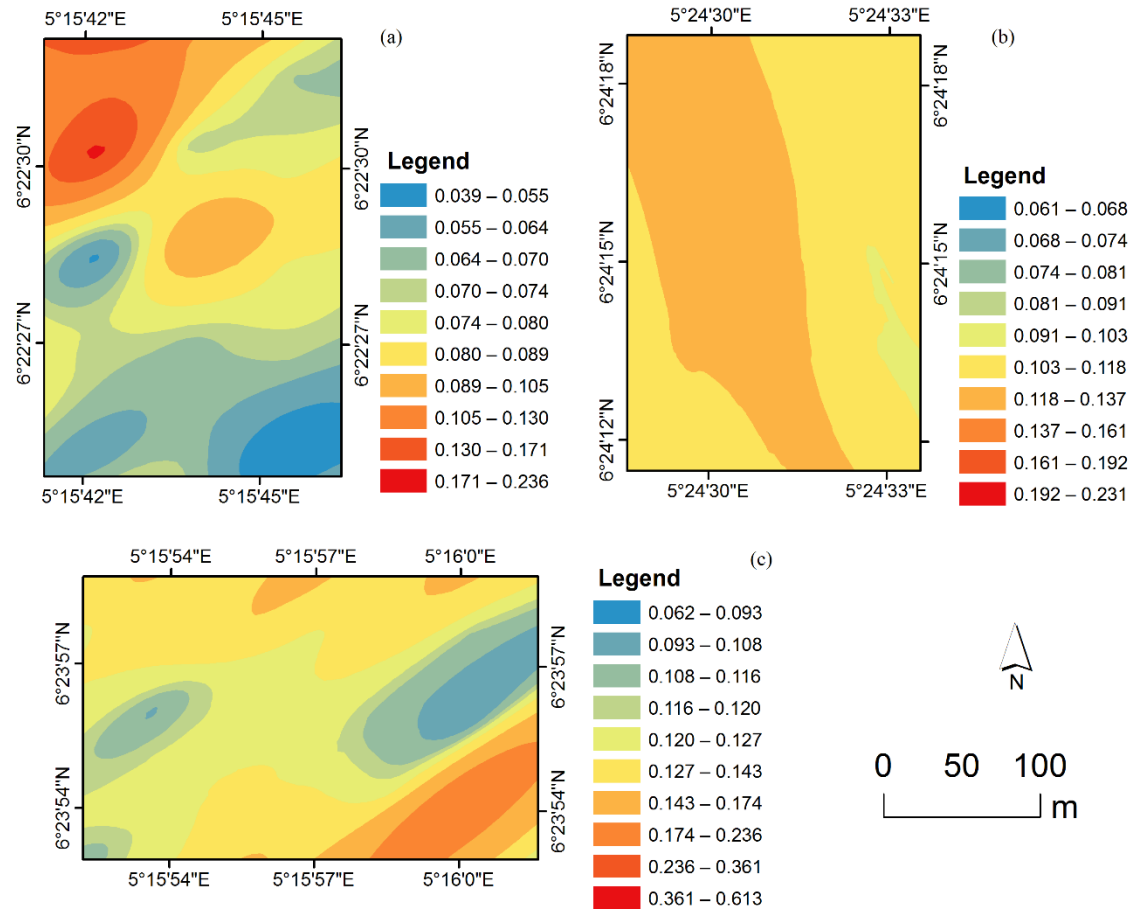 5°15'42"E 5°15'45"E
(a)
6°22'30"N
6°22'30"N
6°22'27"N
6°22'27"N
5°15'42"E 5°15'45"E
Legend
0.039 – 0.055
0.055 – 0.064
0.064 – 0.070
0.070 – 0.074
0.074 – 0.080
0.080 – 0.089
0.089 – 0.105
0.105 – 0.130
0.130 – 0.171
0.171 – 0.236
5°24'30"E 5°24'33"E
(b)
6°24'18"N
6°24'18"N
6°24'15"N
6°24'15"N
6°24'12"N
5°24'30"E 5°24'33"E
Legend
0.061 – 0.068
0.068 – 0.074
0.074 – 0.081
0.081 – 0.091
0.091 – 0.103
0.103 – 0.118
0.118 – 0.137
0.137 – 0.161
0.161 – 0.192
0.192 – 0.231
5°15'54"E 5°15'57"E 5°16'0"E
(c)
6°23'57"N
6°23'57"N
6°23'54"N
6°23'54"N
5°15'54"E 5°15'57"E 5°16'0"E
Legend
0.062 – 0.093
0.093 – 0.108
0.108 – 0.116
0.116 – 0.120
0.120 – 0.127
0.127 – 0.143
0.143 – 0.174
0.174 – 0.236
0.236 – 0.361
0.361 – 0.613
N
0 50 100
m